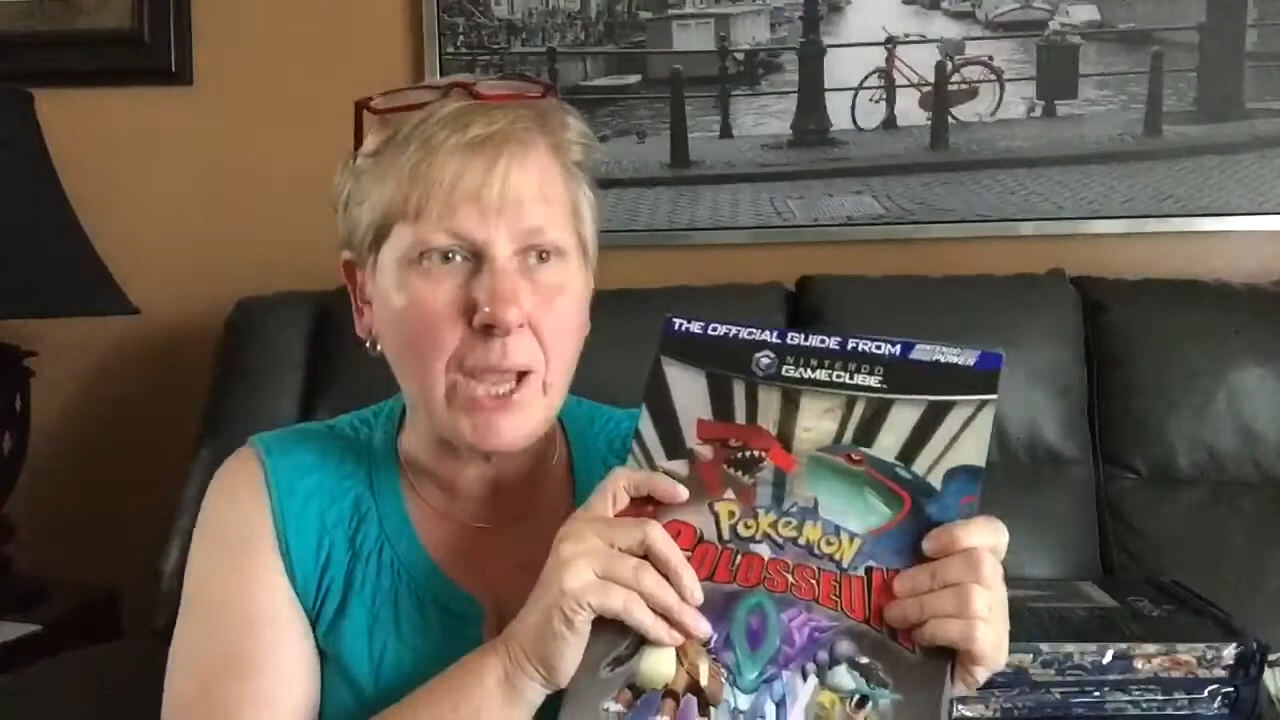 THE OFFICIAL GUIDE FROM NINTENDO POWER
NINTENDO
GAMECUBE
POKéMON
COLOSSEUM